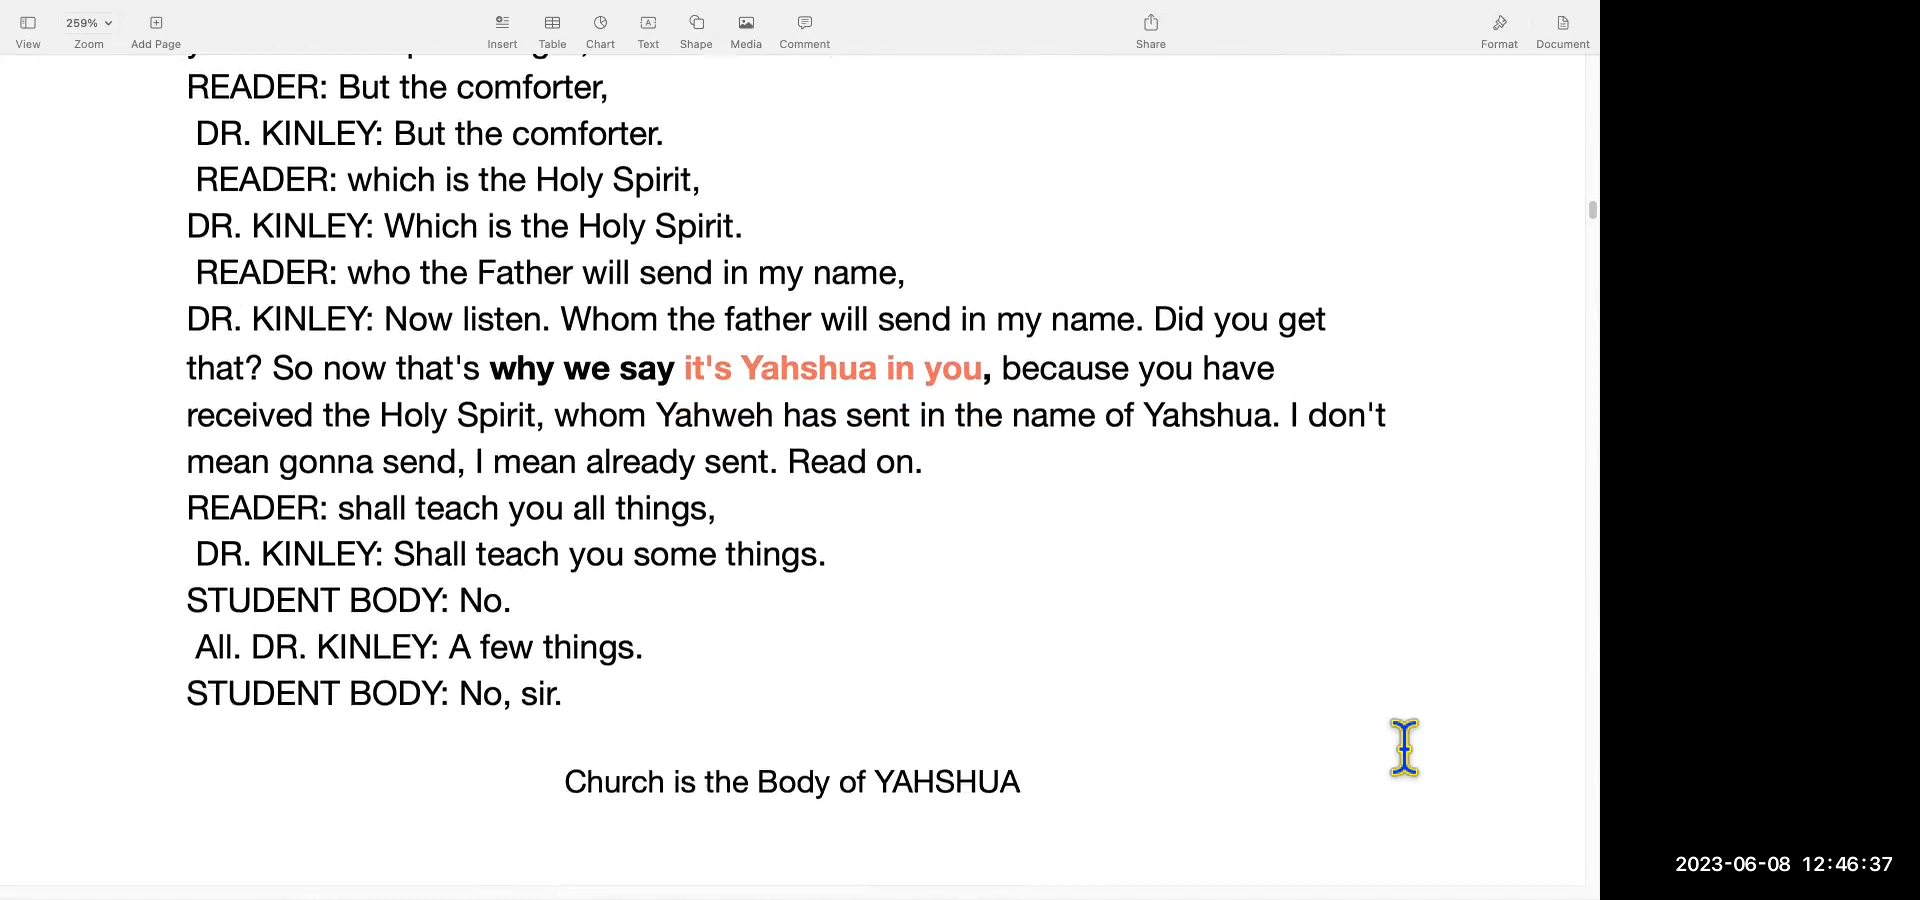 259%
View
Zoom
Add Page
Insert
Table
Chart
Text
Shape
Media
Comment
Share
Format
Document
READER: But the comforter,
DR. KINLEY: But the comforter.
READER: which is the Holy Spirit,
DR. KINLEY: Which is the Holy Spirit.
READER: who the Father will send in my name,
DR. KINLEY: Now listen. Whom the father will send in my name. Did you get
that? So now that's why we say it's Yahshua in you, because you have
received the Holy Spirit, whom Yahweh has sent in the name of Yahshua. I don't
mean gonna send, I mean already sent. Read on.
READER: shall teach you all things,
DR. KINLEY: Shall teach you some things.
STUDENT BODY: No.
All. DR. KINLEY: A few things.
STUDENT BODY: No, sir.
Church is the Body of YAHSHUA
2023-06-08 12:46:37